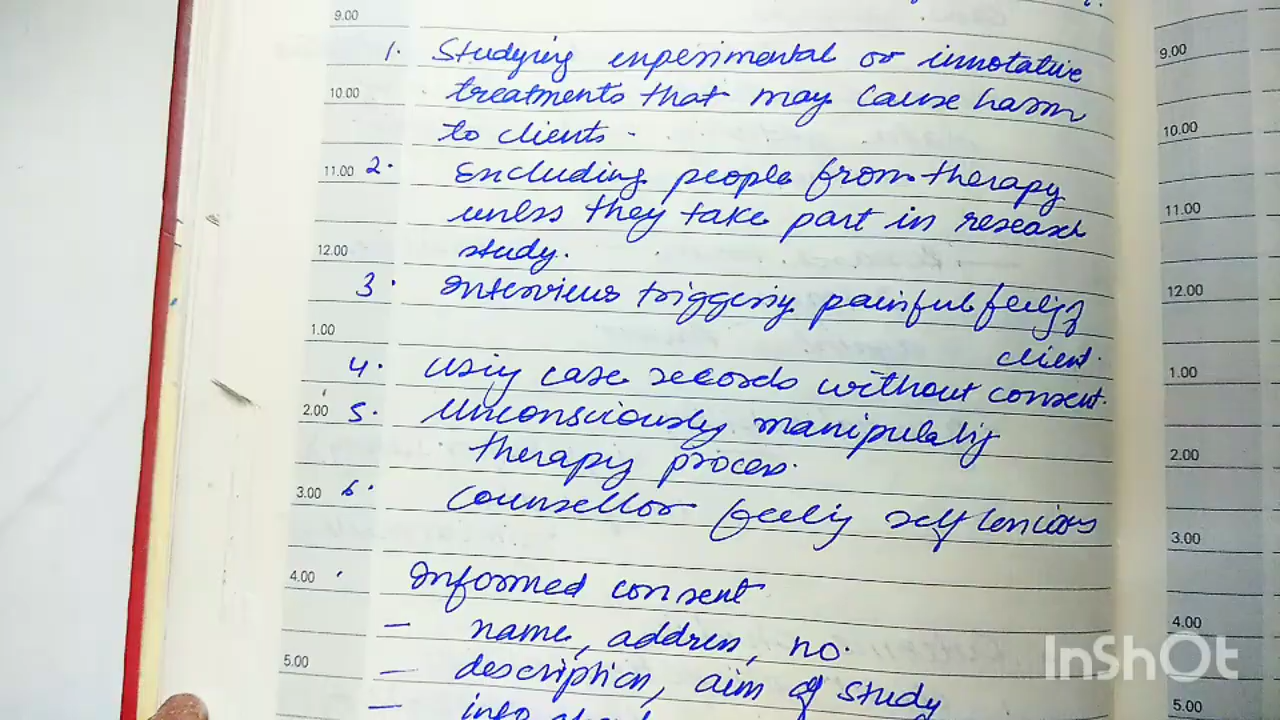 9.00
1. Studying experimental or innotative
10.00 treatments that may cause harm
to clients.
11.00 2. Excluding people from therapy
unless they take part in research
12.00 study.
3. Interviews triggering painful feelings
1.00 client.
4. Using case records without consent.
2.00 5. Unconsciously manipulating
therapy process.
3.00 6. Counsellor feeling self
4.00 Informed consent
— name, address, no.
5.00 — description, aim of study
— info
9.00
10.00
11.00
12.00
1.00
2.00
3.00
4.00
5.00
InShOt